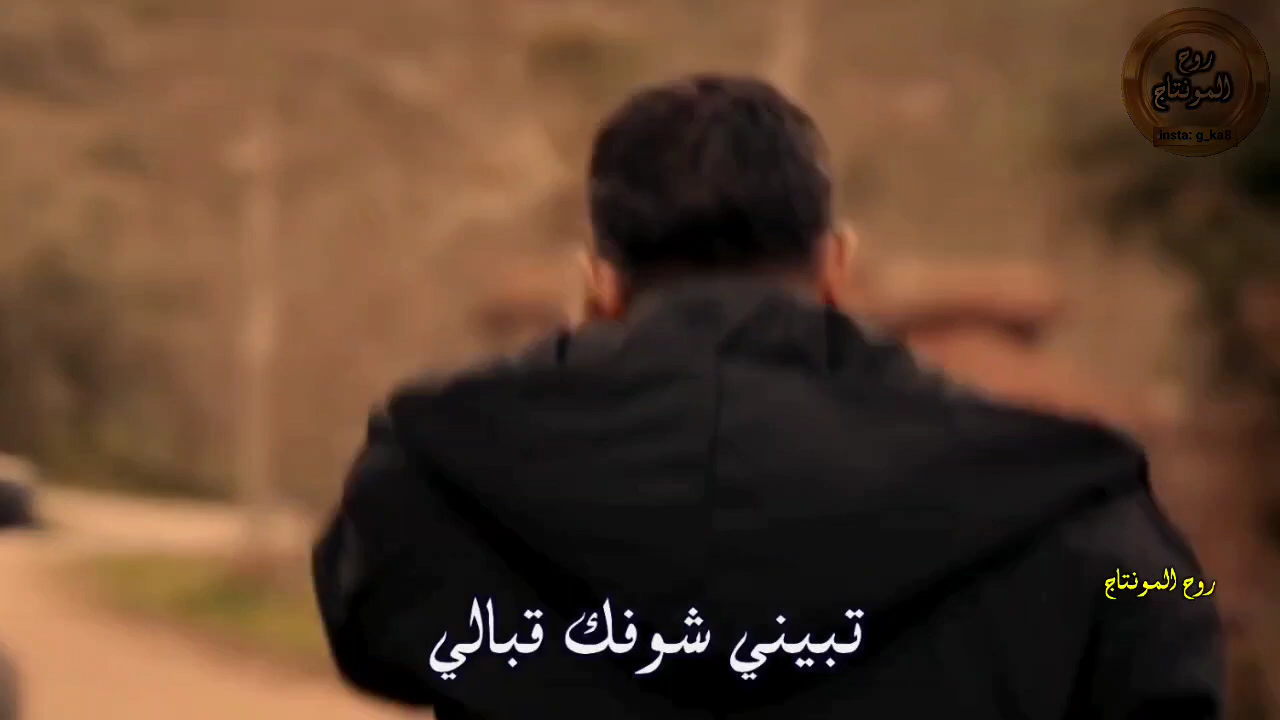 روح
المونتاج
insta: g_ka8
روح المونتاج
تبيني شوفك قبالي